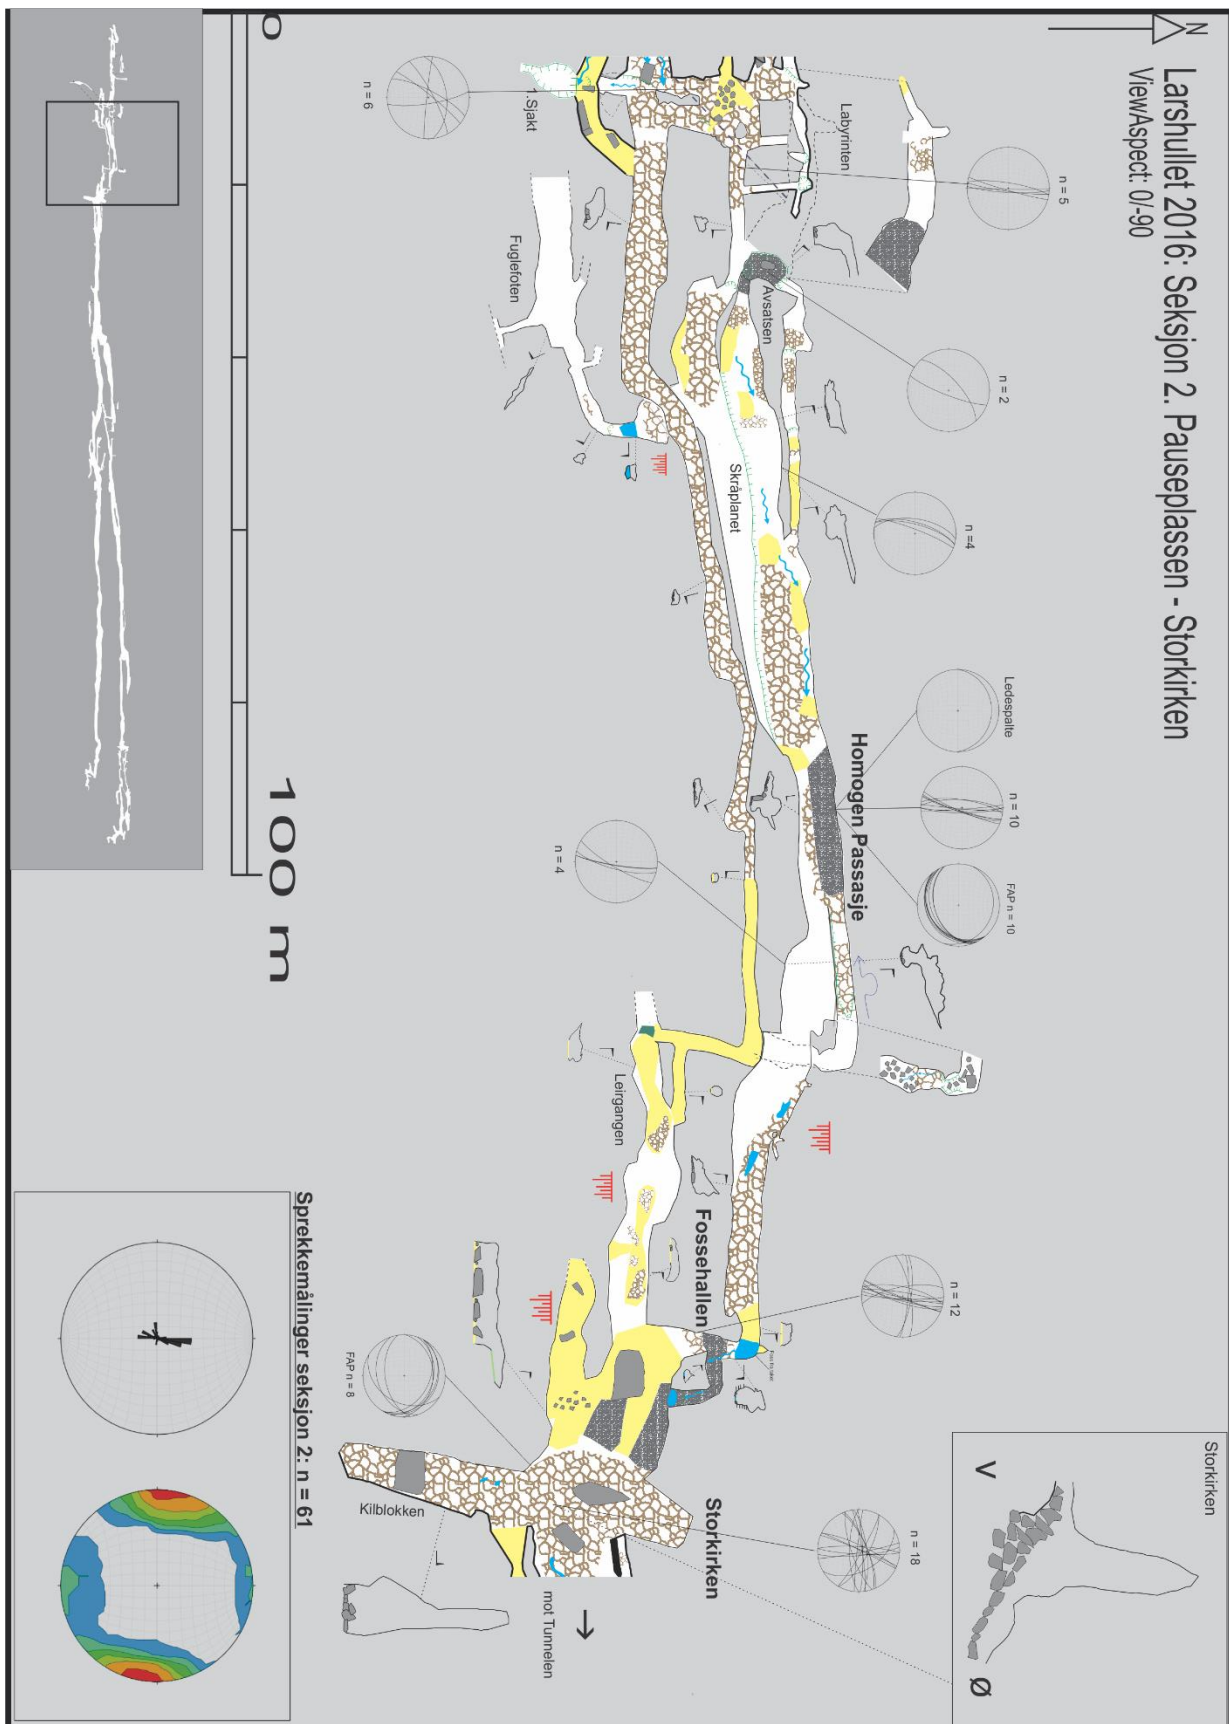 Larshullet 2016: Seksjon 2. Pauseplassen - Storkirken
ViewAspect: 0/-90
N
0
100 m
n = 6
1.Sjakt
Labyrinten
n = 5
Fuglefoten
Avsatsen
n = 2
Skråplanet
n =4
Ledespalte
n = 10
FAP n = 10
Homogen Passasje
n = 4
Leirgangen
Fossehallen
n = 12
FAP n = 8
Kilblokken
Storkirken
n = 18
mot Tunnelen
Storkirken
V
Ø
Sprekkemålinger seksjon 2: n = 61